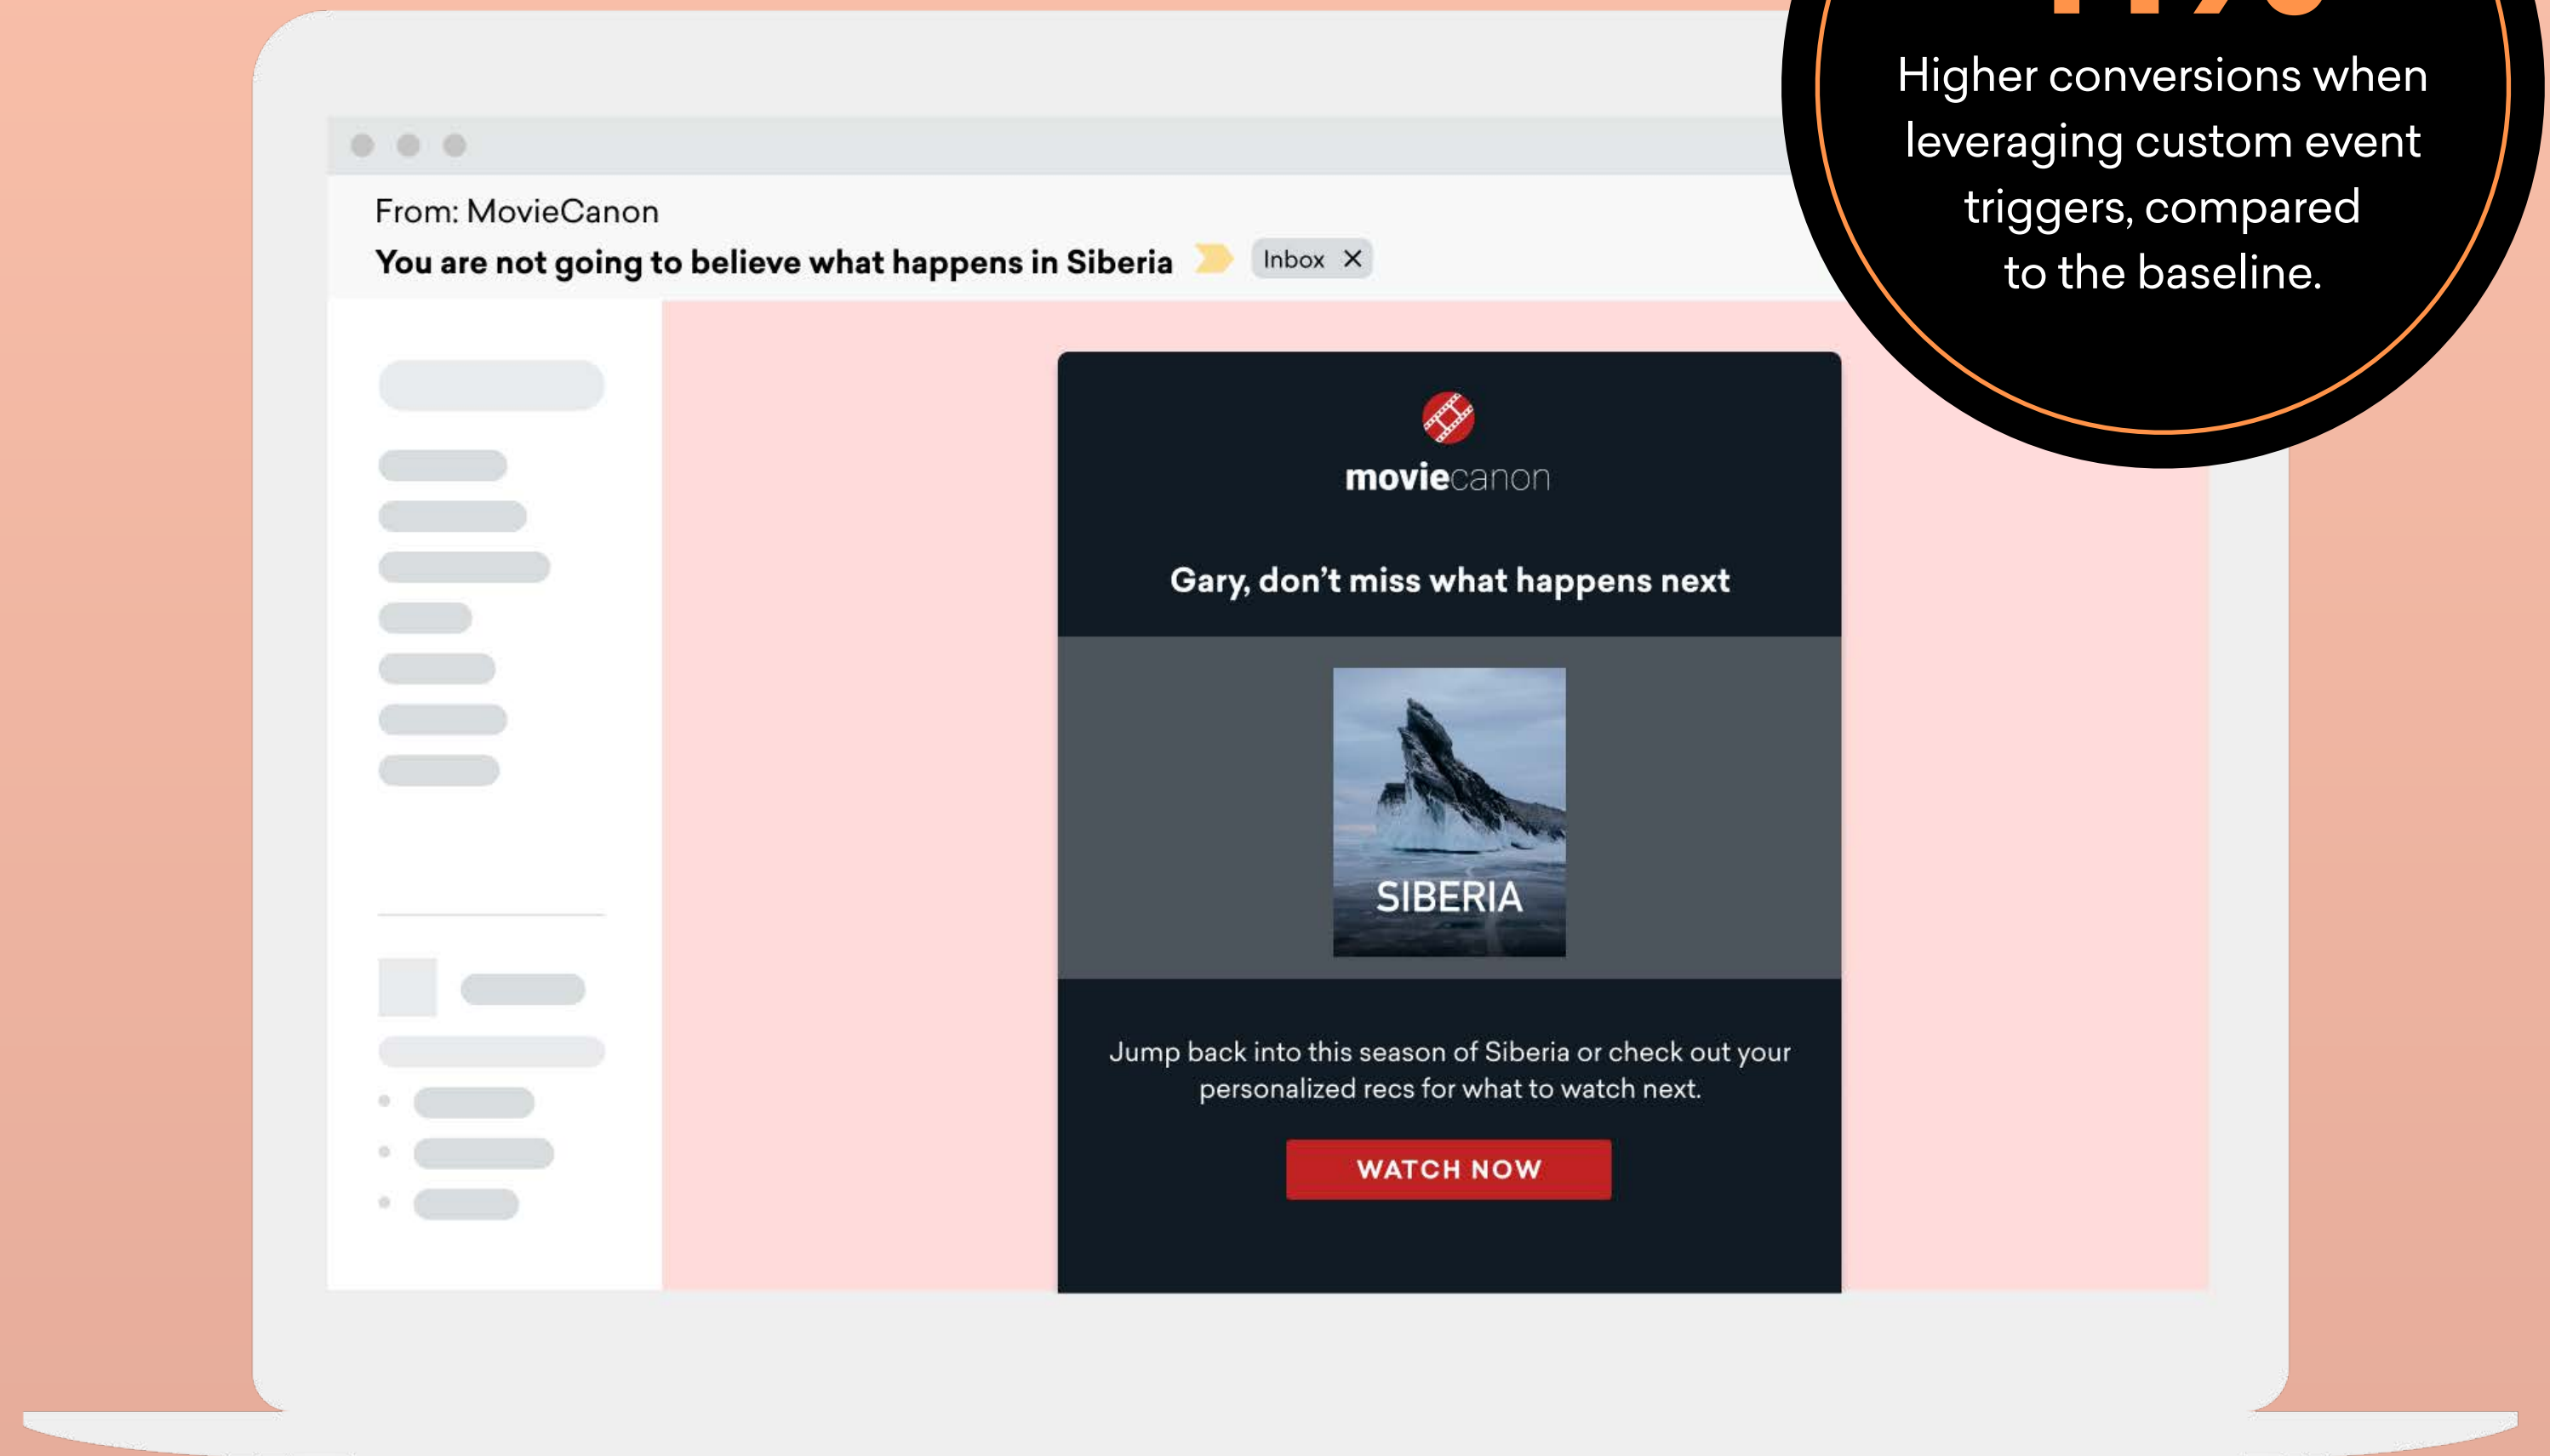 Higher conversions when
leveraging custom event
triggers, compared
to the baseline.
From: MovieCanon
You are not going to believe what happens in Siberia
Inbox
moviecanon
Gary, don’t miss what happens next
SIBERIA
Jump back into this season of Siberia or check out your
personalized recs for what to watch next.
WATCH NOW